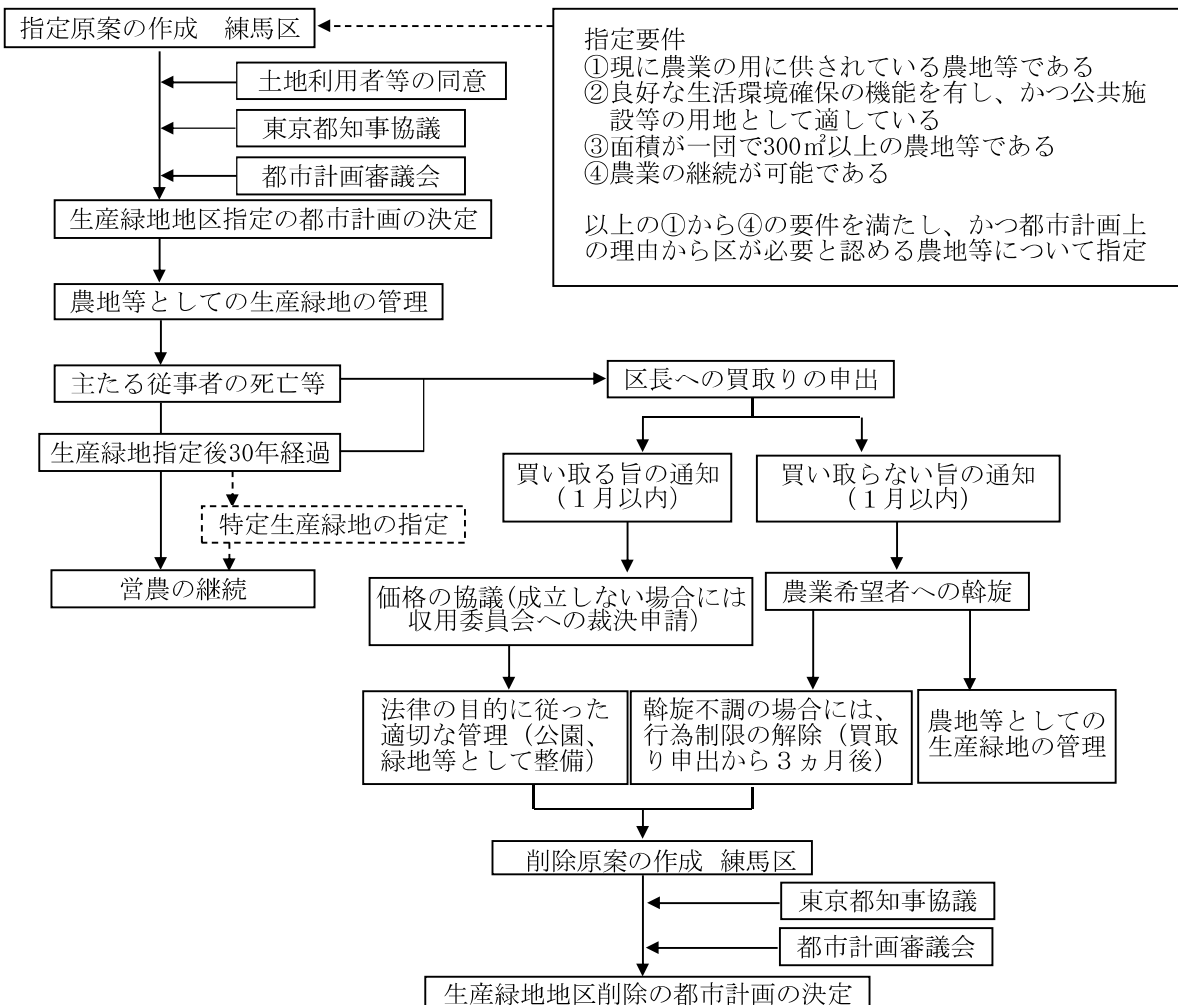 指定原案の作成　練馬区
指定要件
①現に農業の用に供されている農地等である
②良好な生活環境確保の機能を有し、かつ公共施
設等の用地として適している
③面積が一団で300㎡以上の農地等である
④農業の継続が可能である
以上の①から④の要件を満たし、かつ都市計画上
の理由から区が必要と認める農地等について指定
土地利用者等の同意
東京都知事協議
都市計画審議会
生産緑地地区指定の都市計画の決定
農地等としての生産緑地の管理
主たる従事者の死亡等
区長への買取りの申出
生産緑地指定後30年経過
買い取る旨の通知
（１月以内）
買い取らない旨の通知
（１月以内）
特定生産緑地の指定
営農の継続
価格の協議(成立しない場合には
収用委員会への裁決申請)
農業希望者への斡旋
法律の目的に従った
適切な管理（公園、
緑地等として整備）
斡旋不調の場合には、
行為制限の解除（買取
り申出から３ヵ月後）
農地等としての
生産緑地の管理
削除原案の作成　練馬区
東京都知事協議
都市計画審議会
生産緑地地区削除の都市計画の決定